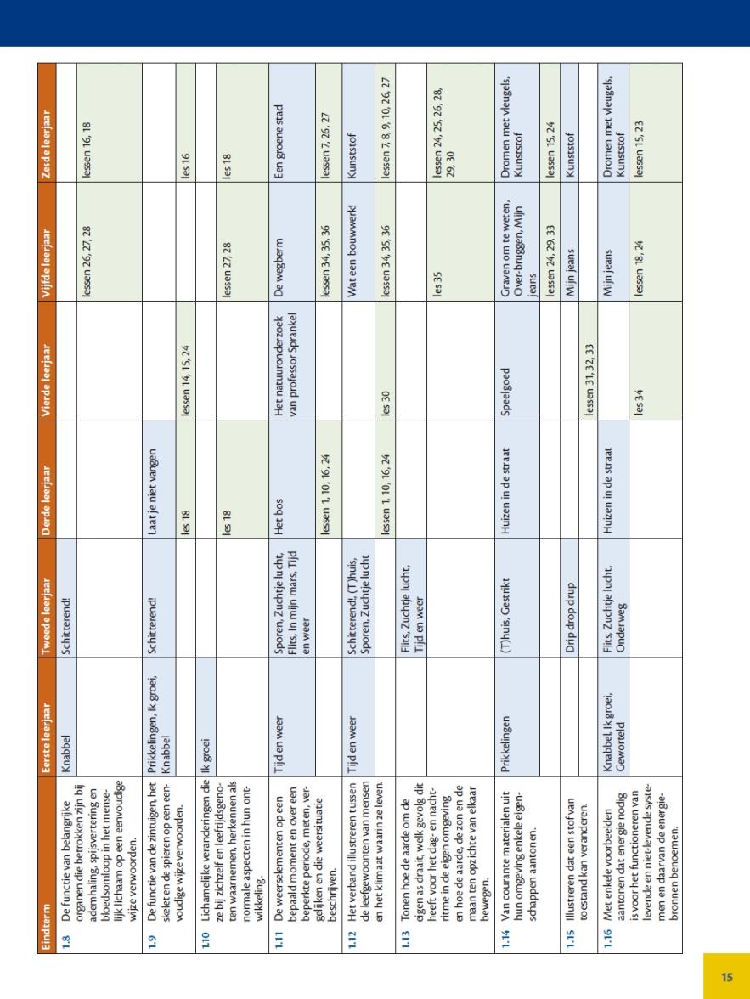 Eindterm
Eerste leerjaar
Tweede leerjaar
Derde leerjaar
Vierde leerjaar
Vijfde leerjaar
Zesde leerjaar
1.8 De functie van belangrijke
organen die betrokken zijn bij
ademhaling, spijsvertering en
bloedsomloop in het mense-
lijk lichaam op een eenvoudige
wijze verwoorden.
Knabbel
Schitterend!
lessen 26, 27, 28
lessen 16, 18
1.9 De functie van de zintuigen, het
skelet en de spieren op een een-
voudige wijze verwoorden.
Prikkelingen, Ik groei,
Knabbel
Schitterend!
Laat je niet vangen
les 18
lessen 14, 15, 24
les 16
1.10 Lichamelijke veranderingen die
ze bij zichzelf en leeftijdsgeno-
ten waarnemen, herkennen als
normale aspecten in hun ont-
wikkeling.
Ik groei
les 18
lessen 27, 28
les 18
1.11 De weerselementen op een
bepaald moment en over een
beperkte periode, meten, ver-
gelijken en die weersituatie
beschrijven.
Tijd en weer
Sporen, Zuchtje lucht,
Flits, In mijn mars, Tijd
en weer
Het bos
Het natuuronderzoek
van professor Sprankel
De wegberm
Een groene stad
lessen 1, 10, 16, 24
lessen 34, 35, 36
lessen 7, 26, 27
1.12 Het verband illustreren tussen
de leefgewoonten van mensen
en het klimaat waarin ze leven.
Tijd en weer
Schitterend!, (T)huis,
Sporen, Zuchtje lucht
Wat een bouwwerk!
Kunststof
lessen 1, 10, 16, 24
les 30
lessen 34, 35, 36
lessen 7, 8, 9, 10, 26, 27
1.13 Tonen hoe de aarde om de
eigen as draait, welk gevolg dit
heeft voor het dag- en nacht-
ritme in de eigen omgeving
en hoe de aarde, de zon en de
maan ten opzichte van elkaar
bewegen.
Flits, Zuchtje lucht,
Tijd en weer
les 35
lessen 24, 25, 26, 28,
29, 30
1.14 Van courante materialen uit
hun omgeving enkele eigen-
schappen aantonen.
Prikkelingen
(T)huis, Gestrikt
Huizen in de straat
Speelgoed
Graven om te weten,
Over-bruggen, Mijn
jeans
Dromen met vleugels,
Kunststof
lessen 24, 29, 33
lessen 15, 24
1.15 Illustreren dat een stof van
toestand kan veranderen.
Drip drop drup
Mijn jeans
Kunststof
lessen 31, 32, 33
1.16 Met enkele voorbeelden
aantonen dat energie nodig
is voor het functioneren van
levende en niet-levende syste-
men en daarvan de energie-
bronnen benoemen.
Knabbel, Ik groei,
Geworteld
Flits, Zuchtje lucht,
Onderweg
Huizen in de straat
Mijn jeans
Dromen met vleugels,
Kunststof
les 34
lessen 18, 24
lessen 15, 23
15